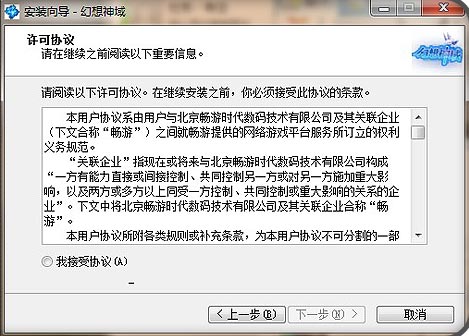 安装向导 - 幻想神域
许可协议
请在继续之前阅读以下重要信息。
幻想神域
请阅读以下许可协议。在继续安装之前，你必须接受此协议的条款。
本用户协议系由用户与北京畅游时代数码技术有限公司及其关联企业
（下文合称“畅游”）之间就畅游提供的网络游戏平台服务所订立的权利
义务规范。
“关联企业”指现在或将来与北京畅游时代数码技术有限公司构成
“一方有能力直接或间接控制、共同控制另一方或对另一方施加重大影
响，以及两方或多方以上同受一方控制、共同控制或重大影响的关系的企
业”。下文中将北京畅游时代数码技术有限公司及其关联企业合称“畅
游”。
本用户协议所附各类规则或补充条款，为本用户协议不可分割的一部
我接受协议(A)
< 上一步(B)
下一步(N) >
取消